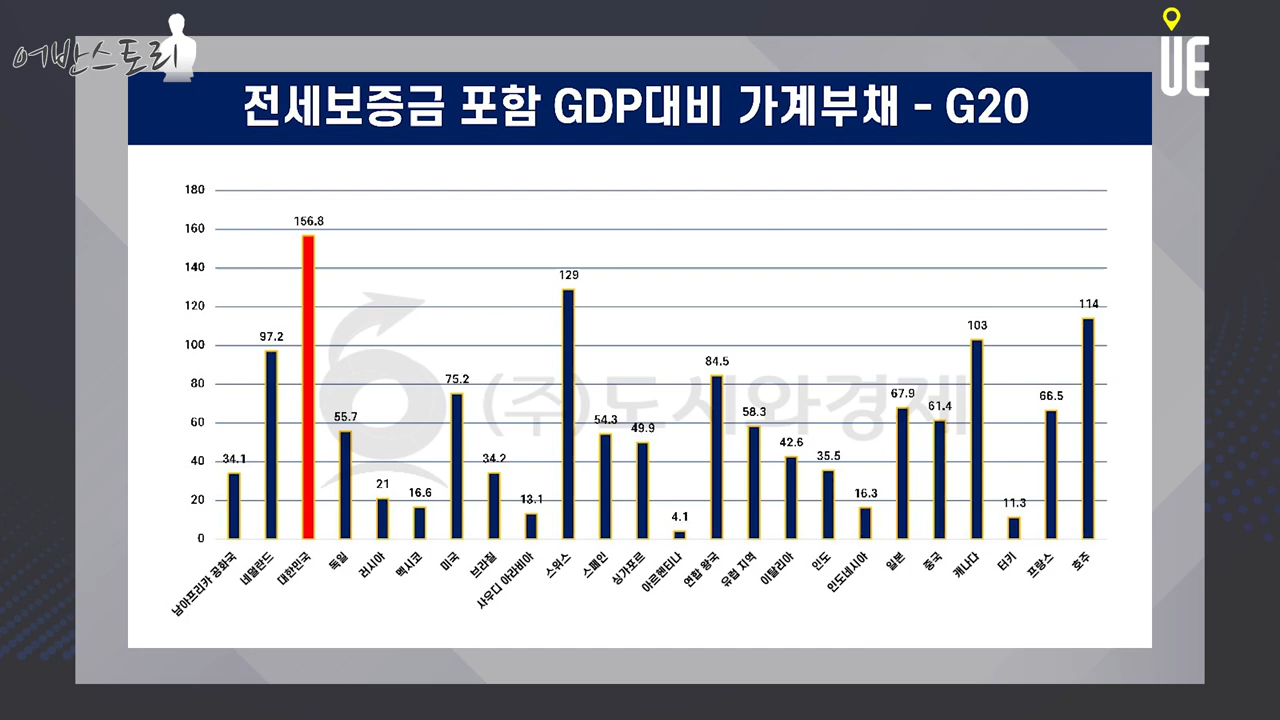 어반스토리
UE
전세보증금 포함 GDP대비 가계부채 - G20
180
160
140
120
100
80
60
40
20
0
34.1
97.2
156.8
55.7
21
16.6
75.2
34.2
13.1
129
54.3
49.9
4.1
84.5
58.3
42.6
35.5
16.3
67.9
61.4
103
11.3
66.5
114
(주)도시와경제
남아프리카 공화국
네덜란드
대한민국
독일
러시아
멕시코
미국
브라질
사우디 아라비아
스위스
스페인
싱가포르
아르헨티나
연합 왕국
유럽 지역
이탈리아
인도
인도네시아
일본
중국
캐나다
터키
프랑스
호주